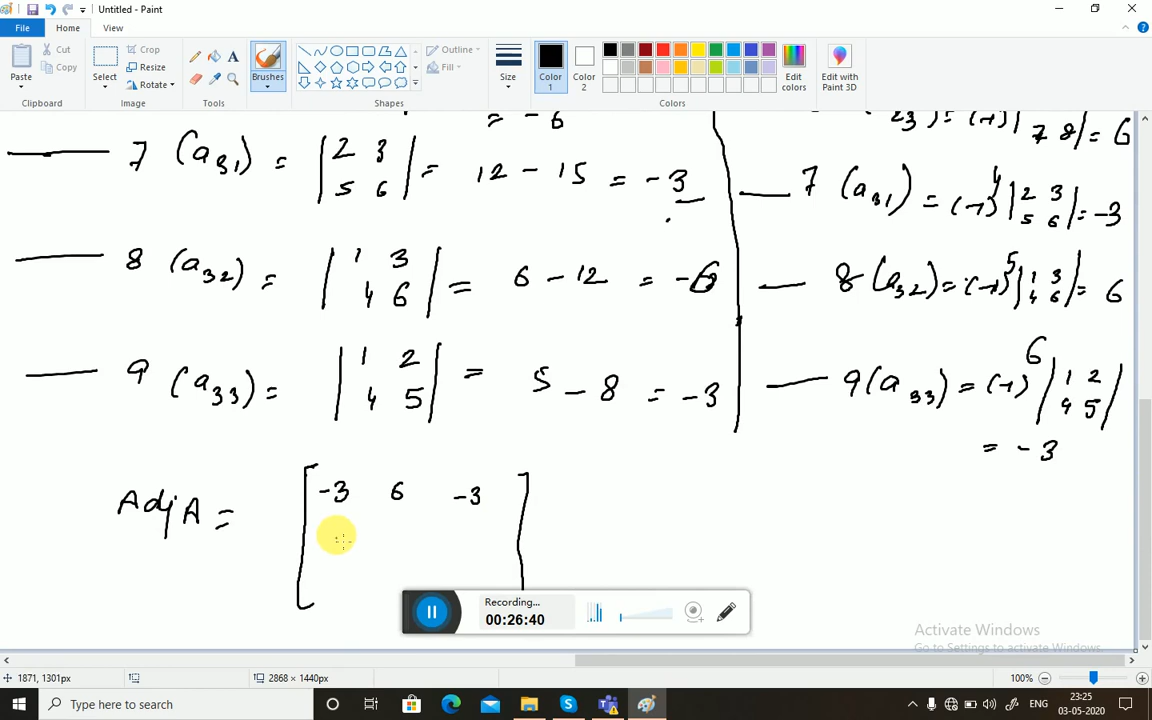 Untitled - Paint
File Home View
Paste Cut Copy Clipboard
Select Crop Resize Rotate Image
Tools
Brushes
Outline Fill Shapes
Size
Color 1 Color 2 Edit colors Colors
Edit with Paint 3D
= -6
23) = (-1) | 7 8 | = 6
7 (a31) = | 2 3 | = 12 - 15 = -3
5 6
7 (a31) = (-1)4 | 2 3 | = -3
5 6
8 (a32) = | 1 3 | = 6 - 12 = -6
4 6
8 (a32) = (-1)5 | 1 3 | = 6
4 6
9 (a33) = | 1 2 | = 5 - 8 = -3
4 5
9 (a33) = (-1)6 | 1 2 |
4 5
= -3
Adj A = [ -3 6 -3 ]
Recording...
00:26:40
Activate Windows
Go to Settings to activate Windows.
1871, 1301px 2868 × 1440px 100%
Type here to search
ENG 23:25
03-05-2020